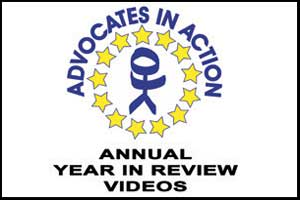 ADVOCATES IN ACTION
ANNUAL
YEAR IN REVIEW
VIDEOS